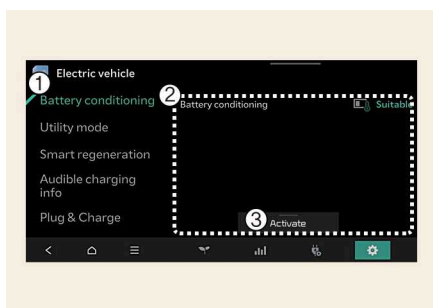 Electric vehicle
1
2
Battery conditioning
Battery conditioning
Suitable
Utility mode
Smart regeneration
Audible charging
info
Plug & Charge
3
Activate